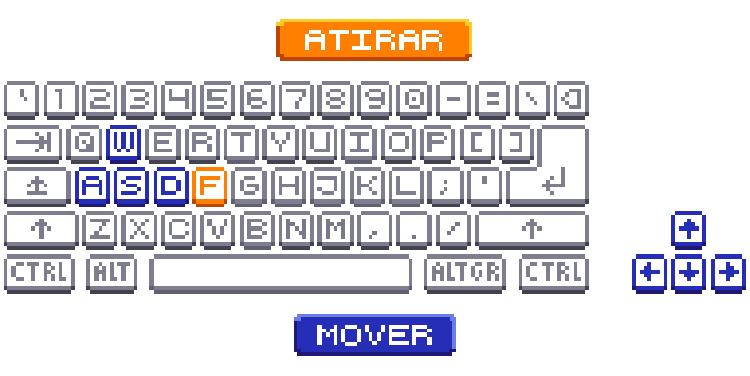 ATIRAR
` 1 2 3 4 5 6 7 8 9 0 - = \
Q W E R T Y U I O P [ ]
A S D F G H J K L ; '
Z X C V B N M , . /
CTRL ALT ALTGR CTRL
MOVER